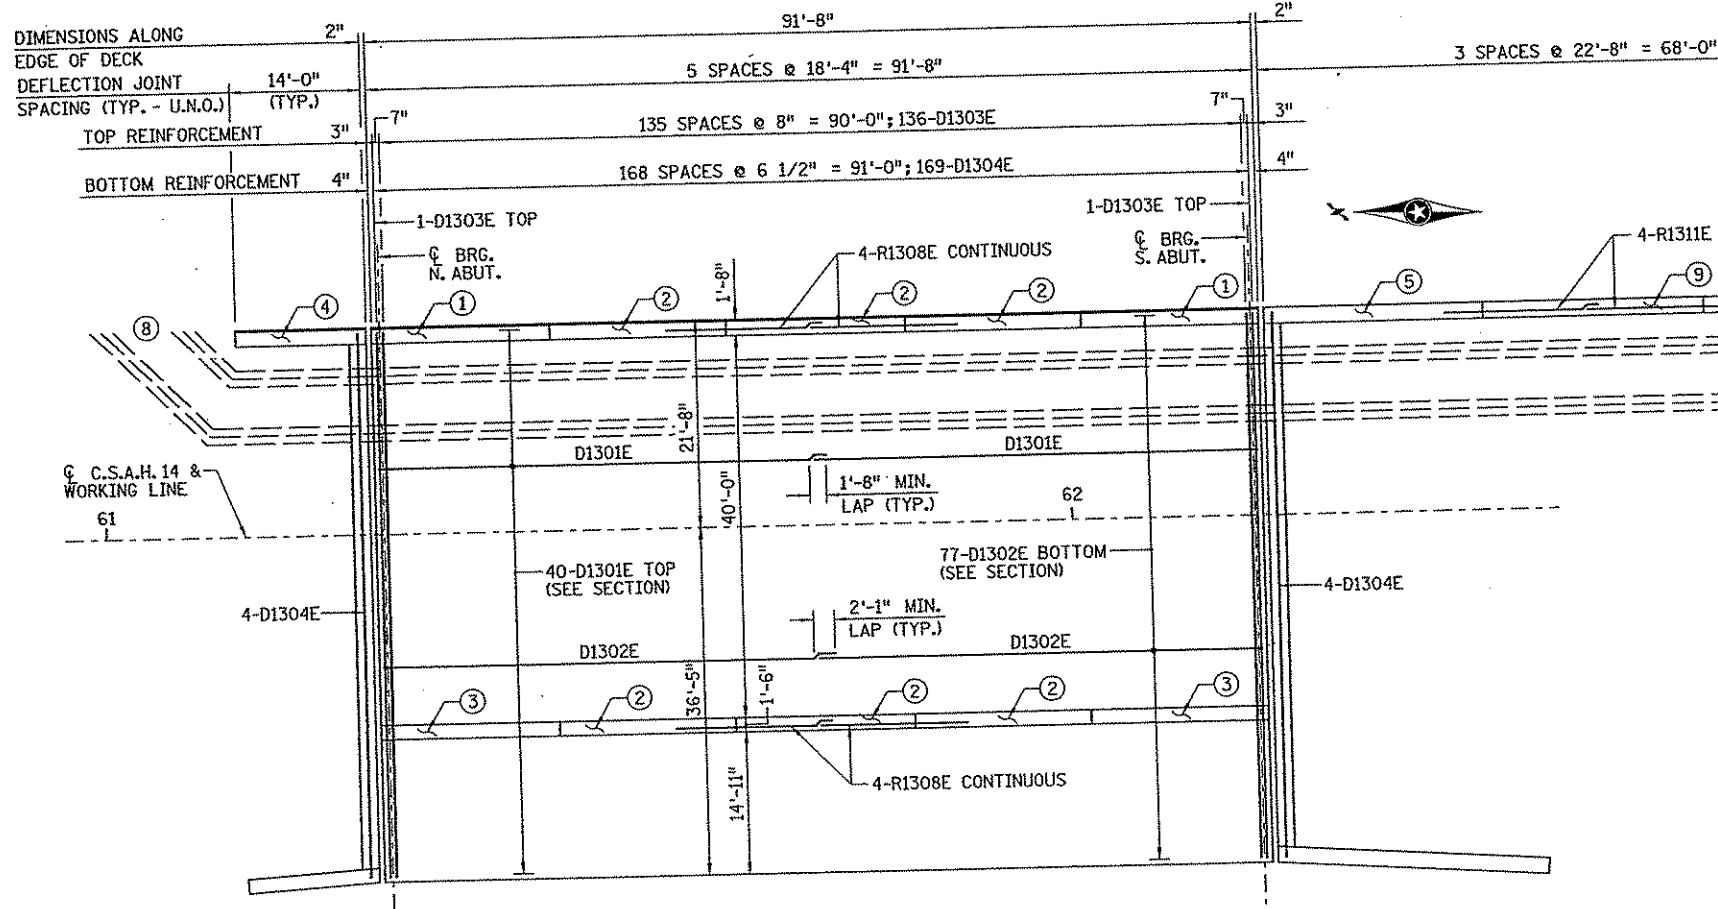 DIMENSIONS ALONG
EDGE OF DECK
2"
91'-8"
2"
DEFLECTION JOINT
SPACING (TYP. - U.N.O.)
14'-0"
(TYP.)
5 SPACES @ 18'-4" = 91'-8"
3 SPACES @ 22'-8" = 68'-0"
TOP REINFORCEMENT 3"
7"
135 SPACES @ 8" = 90'-0"; 136-D1303E
7"
3"
BOTTOM REINFORCEMENT 4"
168 SPACES @ 6 1/2" = 91'-0"; 169-D1304E
4"
1-D1303E TOP
1-D1303E TOP
℄ BRG.
N. ABUT.
4-R1308E CONTINUOUS
℄ BRG.
S. ABUT.
4-R1311E
1'-8"
8
4
1
2
2
2
1
5
9
21'-8"
D1301E
D1301E
℄ C.S.A.H. 14 &
WORKING LINE
61
40'-0"
1'-8" MIN.
LAP (TYP.)
62
40-D1301E TOP
(SEE SECTION)
77-D1302E BOTTOM
(SEE SECTION)
4-D1304E
2'-1" MIN.
LAP (TYP.)
4-D1304E
D1302E
D1302E
36'-5"
1'-6"
3
2
2
2
3
4-R1308E CONTINUOUS
14'-11"